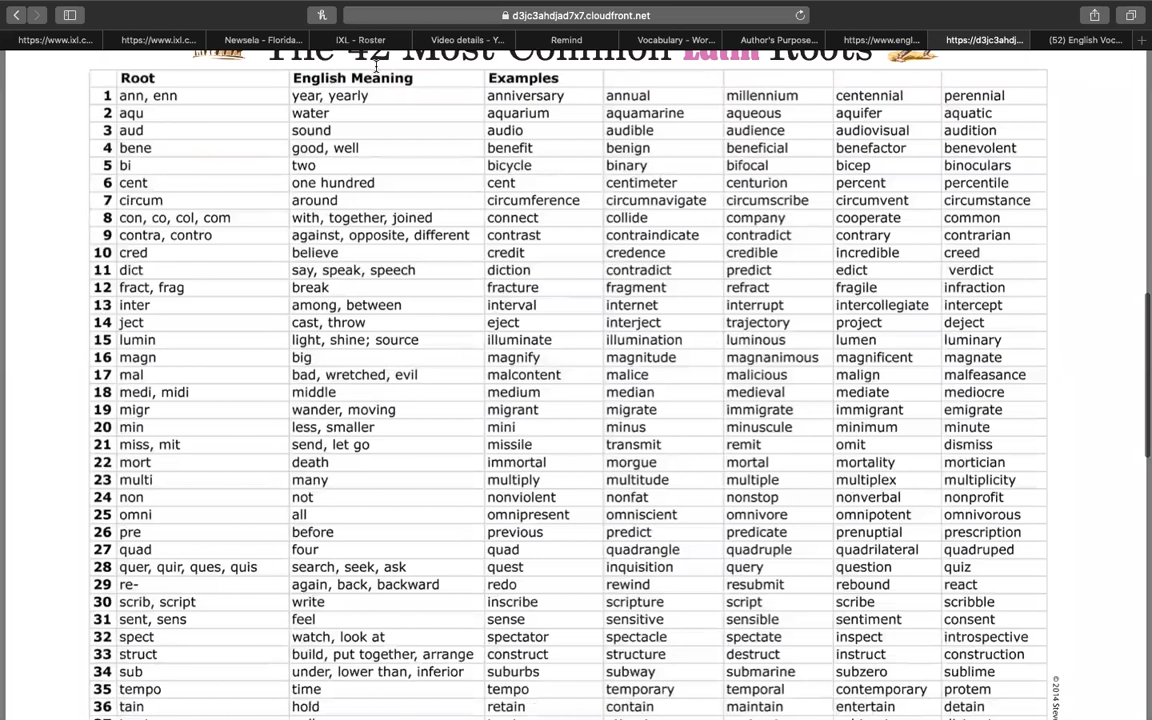 d3jc3ahdjad7x7.cloudfront.net
https://www.ixl.c... https://www.ixl.c... Newsela - Florida... IXL - Roster Video details - Y... Remind Vocabulary - Wor... Author's Purpose... https://www.engl... https://d3jc3ahdj... (52) English Voc...
The 42 Most Common Latin Roots
Root English Meaning Examples
1 ann, enn year, yearly anniversary annual millennium centennial perennial
2 aqu water aquarium aquamarine aqueous aquifer aquatic
3 aud sound audio audible audience audiovisual audition
4 bene good, well benefit benign beneficial benefactor benevolent
5 bi two bicycle binary bifocal bicep binoculars
6 cent one hundred cent centimeter centurion percent percentile
7 circum around circumference circumnavigate circumscribe circumvent circumstance
8 con, co, col, com with, together, joined connect collide company cooperate common
9 contra, contro against, opposite, different contrast contraindicate contradict contrary contrarian
10 cred believe credit credence credible incredible creed
11 dict say, speak, speech diction contradict predict edict verdict
12 fract, frag break fracture fragment refract fragile infraction
13 inter among, between interval internet interrupt intercollegiate intercept
14 ject cast, throw eject interject trajectory project deject
15 lumin light, shine; source illuminate illumination luminous lumen luminary
16 magn big magnify magnitude magnanimous magnificent magnate
17 mal bad, wretched, evil malcontent malice malicious malign malfeasance
18 medi, midi middle medium median medieval mediate mediocre
19 migr wander, moving migrant migrate immigrate immigrant emigrate
20 min less, smaller mini minus minuscule minimum minute
21 miss, mit send, let go missile transmit remit omit dismiss
22 mort death immortal morgue mortal mortality mortician
23 multi many multiply multitude multiple multiplex multiplicity
24 non not nonviolent nonfat nonstop nonverbal nonprofit
25 omni all omnipresent omniscient omnivore omnipotent omnivorous
26 pre before previous predict predicate prenuptial prescription
27 quad four quad quadrangle quadruple quadrilateral quadruped
28 quer, quir, ques, quis search, seek, ask quest inquisition query question quiz
29 re- again, back, backward redo rewind resubmit rebound react
30 scrib, script write inscribe scripture script scribe scribble
31 sent, sens feel sense sensitive sensible sentiment consent
32 spect watch, look at spectator spectacle spectate inspect introspective
33 struct build, put together, arrange construct structure destruct instruct construction
34 sub under, lower than, inferior suburbs subway submarine subzero sublime
35 tempo time tempo temporary temporal contemporary protem
36 tain hold retain contain maintain entertain detain
© 2014